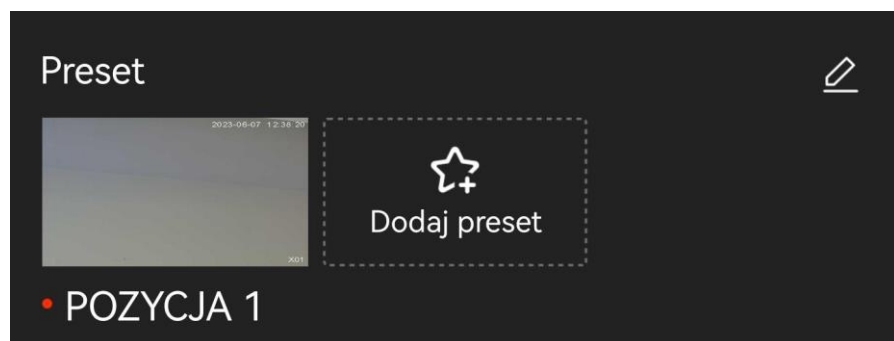 Preset
2023-06-07 12:38:20
X01
Dodaj preset
• POZYCJA 1